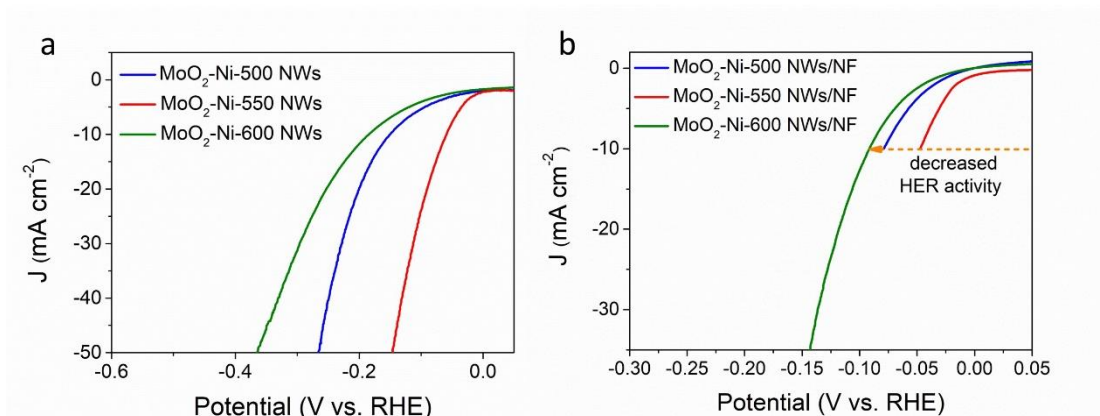 a
MoO₂-Ni-500 NWs
MoO₂-Ni-550 NWs
MoO₂-Ni-600 NWs
0
-10
-20
-30
-40
-50
-0.6
-0.4
-0.2
0.0
J (mA cm⁻²)
Potential (V vs. RHE)
b
MoO₂-Ni-500 NWs/NF
MoO₂-Ni-550 NWs/NF
MoO₂-Ni-600 NWs/NF
decreased
HER activity
0
-10
-20
-30
-0.30
-0.25
-0.20
-0.15
-0.10
-0.05
0.00
0.05
J (mA cm⁻²)
Potential (V vs. RHE)